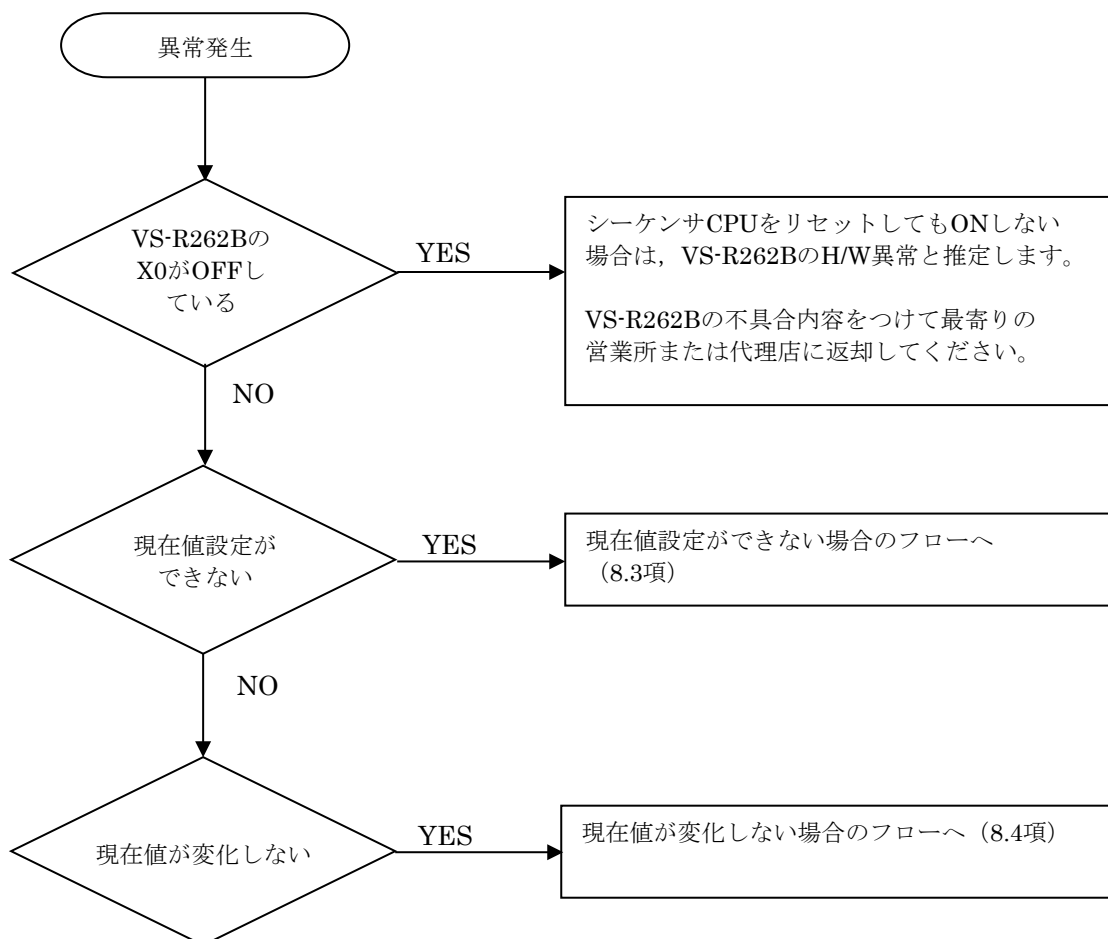 異常発生
VS-R262Bの
X0がOFFし
ている
YES
シーケンサCPUをリセットしてもONしない
場合は，VS-R262BのH/W異常と推定します。
VS-R262Bの不具合内容をつけて最寄りの
営業所または代理店に返却してください。
NO
現在値設定が
できない
YES
現在値設定ができない場合のフローへ
（8.3項）
NO
現在値が変化しない
YES
現在値が変化しない場合のフローへ（8.4項）